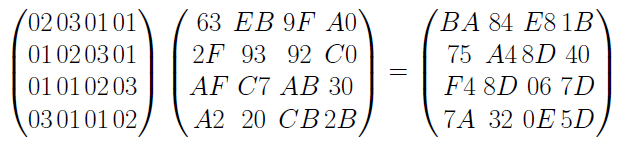 02 03 01 01 63 EB 9F A0 BA 84 E8 1B
01 02 03 01 2F 93 92 C0 75 A4 8D 40
=
01 01 02 03 AF C7 AB 30 F4 8D 06 7D
03 01 01 02 A2 20 CB 2B 7A 32 0E 5D